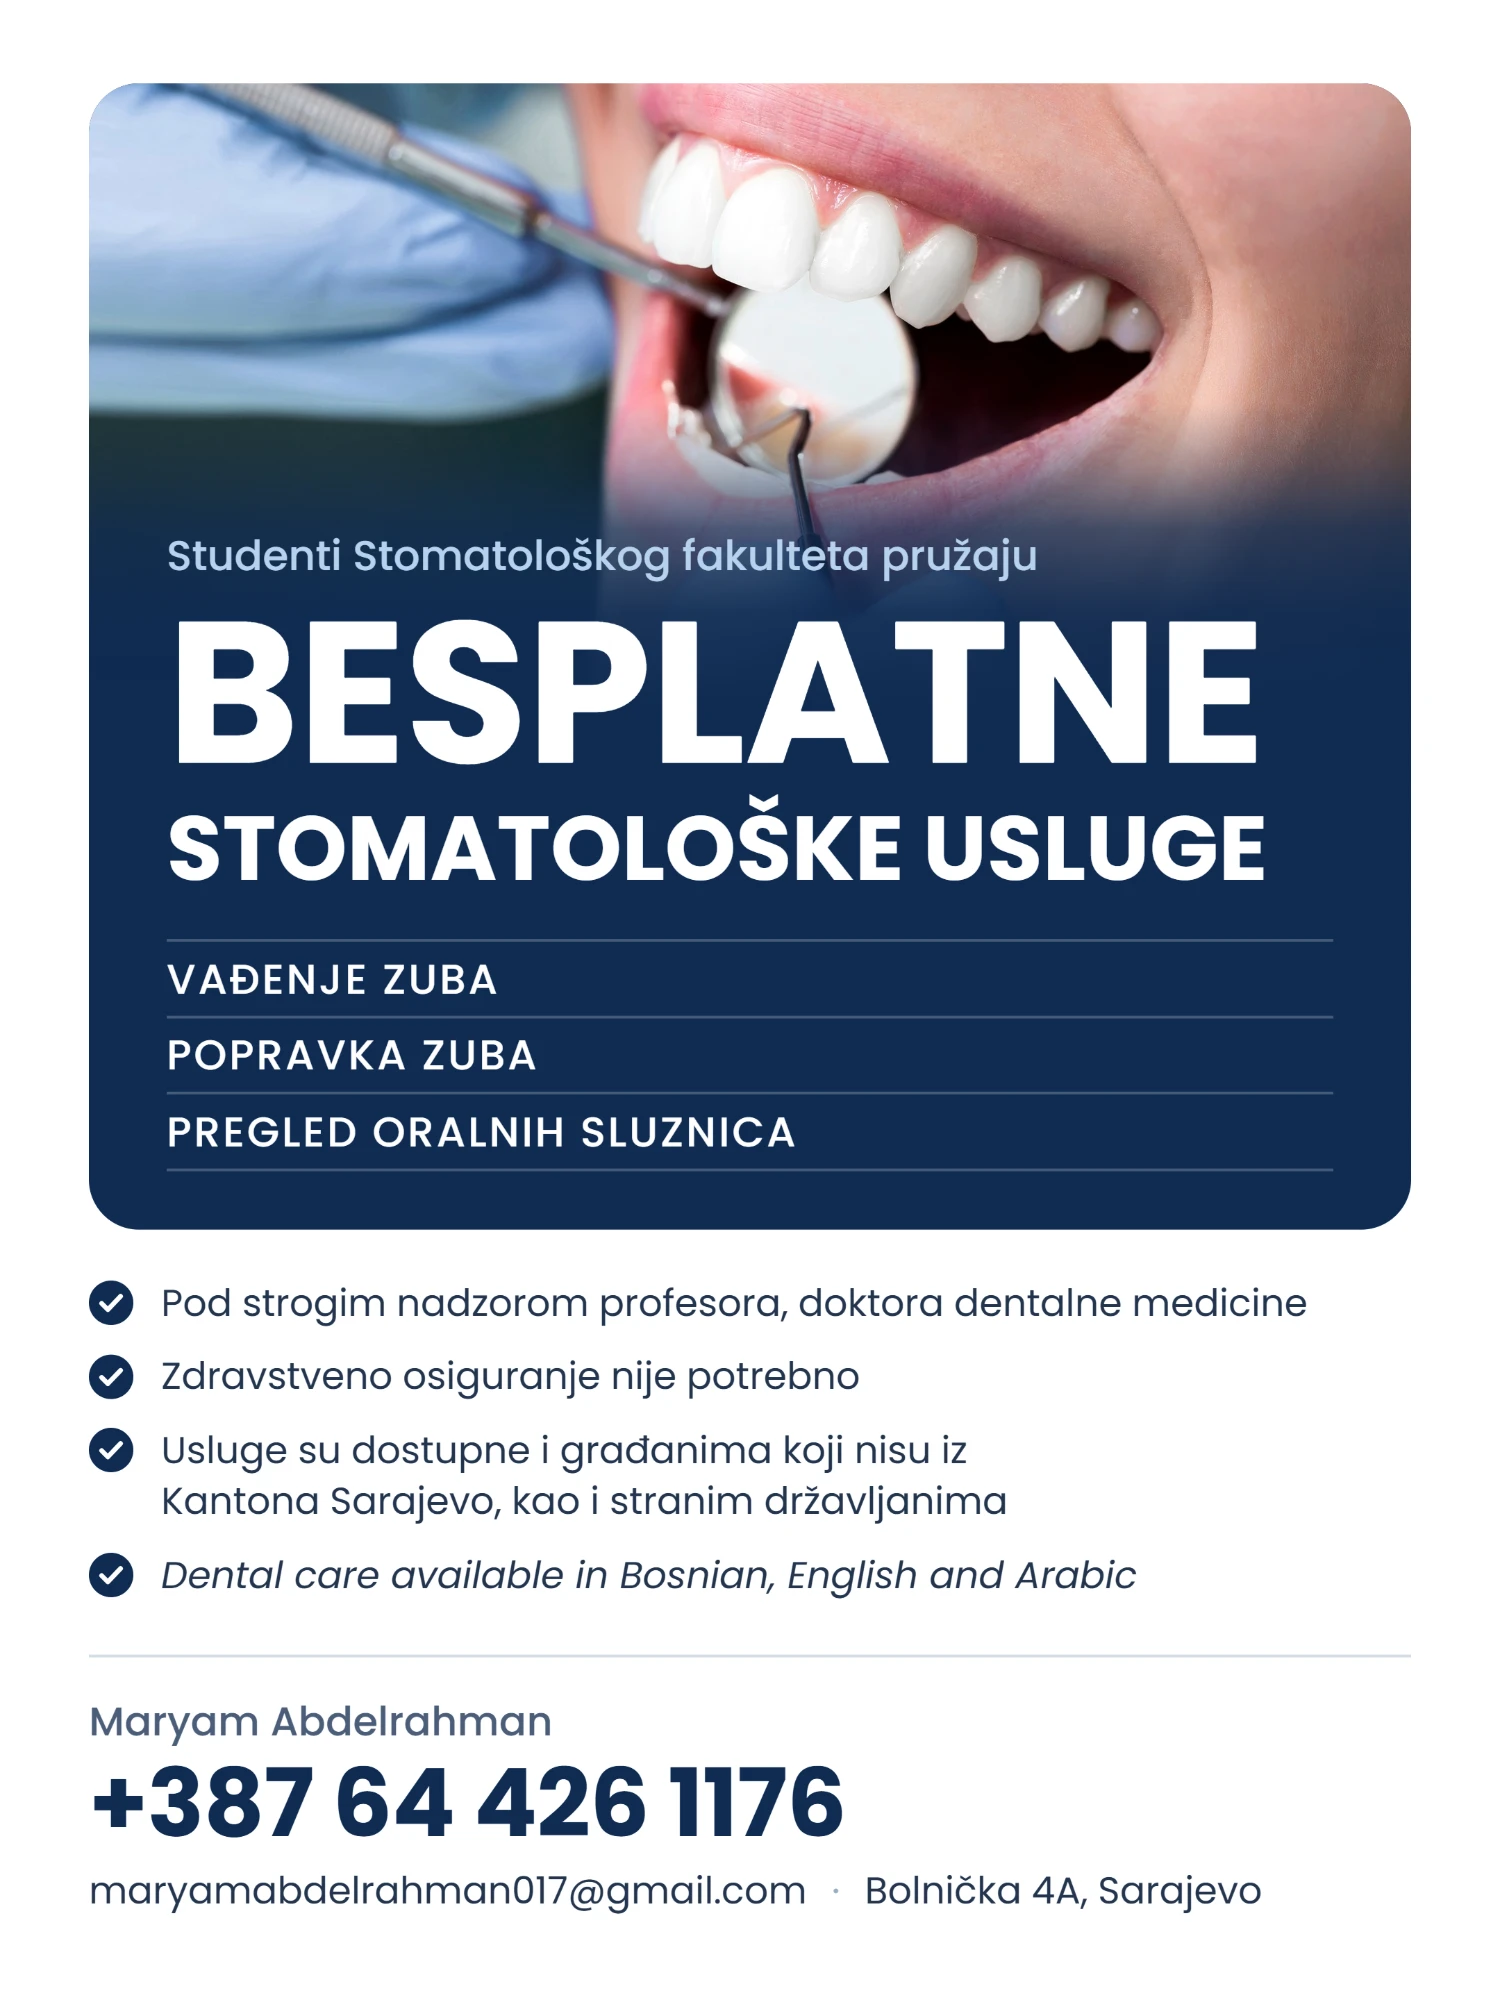 Studenti Stomatološkog fakulteta pružaju
BESPLATNE
STOMATOLOŠKE USLUGE
VAĐENJE ZUBA
POPRAVKA ZUBA
PREGLED ORALNIH SLUZNICA
Pod strogim nadzorom profesora, doktora dentalne medicine
Zdravstveno osiguranje nije potrebno
Usluge su dostupne i građanima koji nisu iz
Kantona Sarajevo, kao i stranim državljanima
Dental care available in Bosnian, English and Arabic
Maryam Abdelrahman
+387 64 426 1176
maryamabdelrahman017@gmail.com · Bolnička 4A, Sarajevo